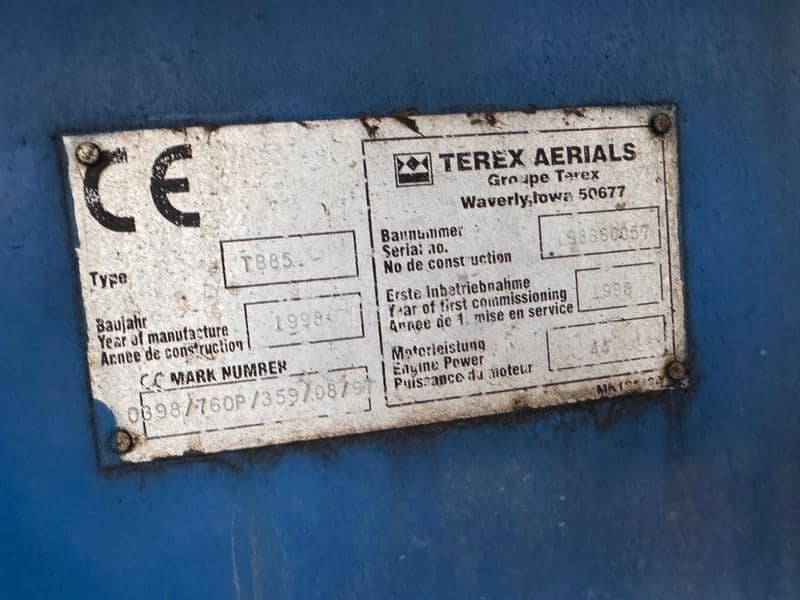 CE
TEREX AERIALS
Groupe Terex
Waverly,Iowa 50677
Type
TB85
Baujahr
Year of manufacture
Annee de construction
1998
CE MARK NUMBER
0398/760P/359/08/97
Baunummer
Serial no.
No de construction
Erste Inbetriebnahme
Year of first commissioning
Annee de 1. mise en service
1998
Motorleistung
Engine Power
Puissance du moteur
44